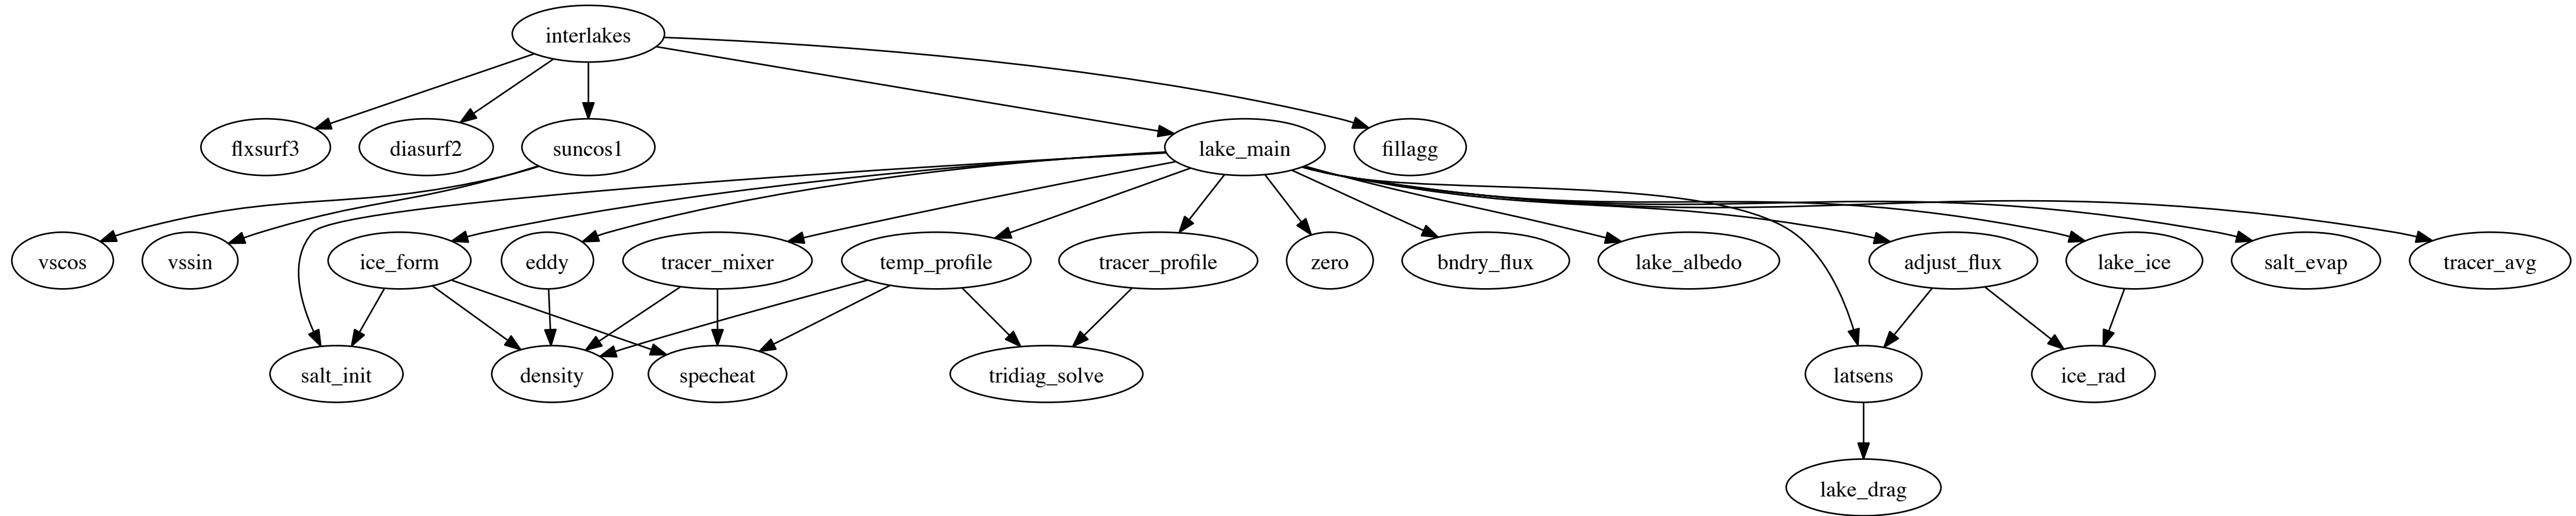 interlakes
flxsurf3
diasurf2
suncos1
lake_main
fillagg
vscos
vssin
ice_form
eddy
tracer_mixer
temp_profile
tracer_profile
zero
bndry_flux
lake_albedo
adjust_flux
lake_ice
salt_evap
tracer_avg
salt_init
density
specheat
tridiag_solve
latsens
ice_rad
lake_drag